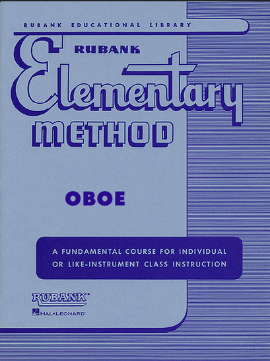 RUBANK EDUCATIONAL LIBRARY
RUBANK
Elementary
METHOD
OBOE
A FUNDAMENTAL COURSE FOR INDIVIDUAL
OR LIKE-INSTRUMENT CLASS INSTRUCTION
RUBANK®
HAL•LEONARD®